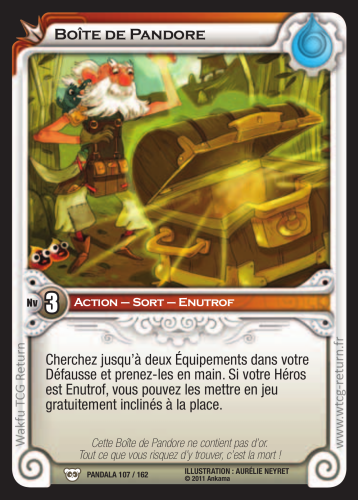 Boîte de Pandore
Nv 3
Action – Sort – Enutrof
Cherchez jusqu'à deux Équipements dans votre
Défausse et prenez-les en main. Si votre Héros
est Enutrof, vous pouvez les mettre en jeu
gratuitement inclinés à la place.
Cette Boîte de Pandore ne contient pas d'or.
Tout ce que vous risquez d'y trouver, c'est la mort !
PANDALA 107 / 162
ILLUSTRATION : AURÉLIE NEYRET
© 2011 Ankama
Wakfu TCG Return
www.wtcg-return.fr